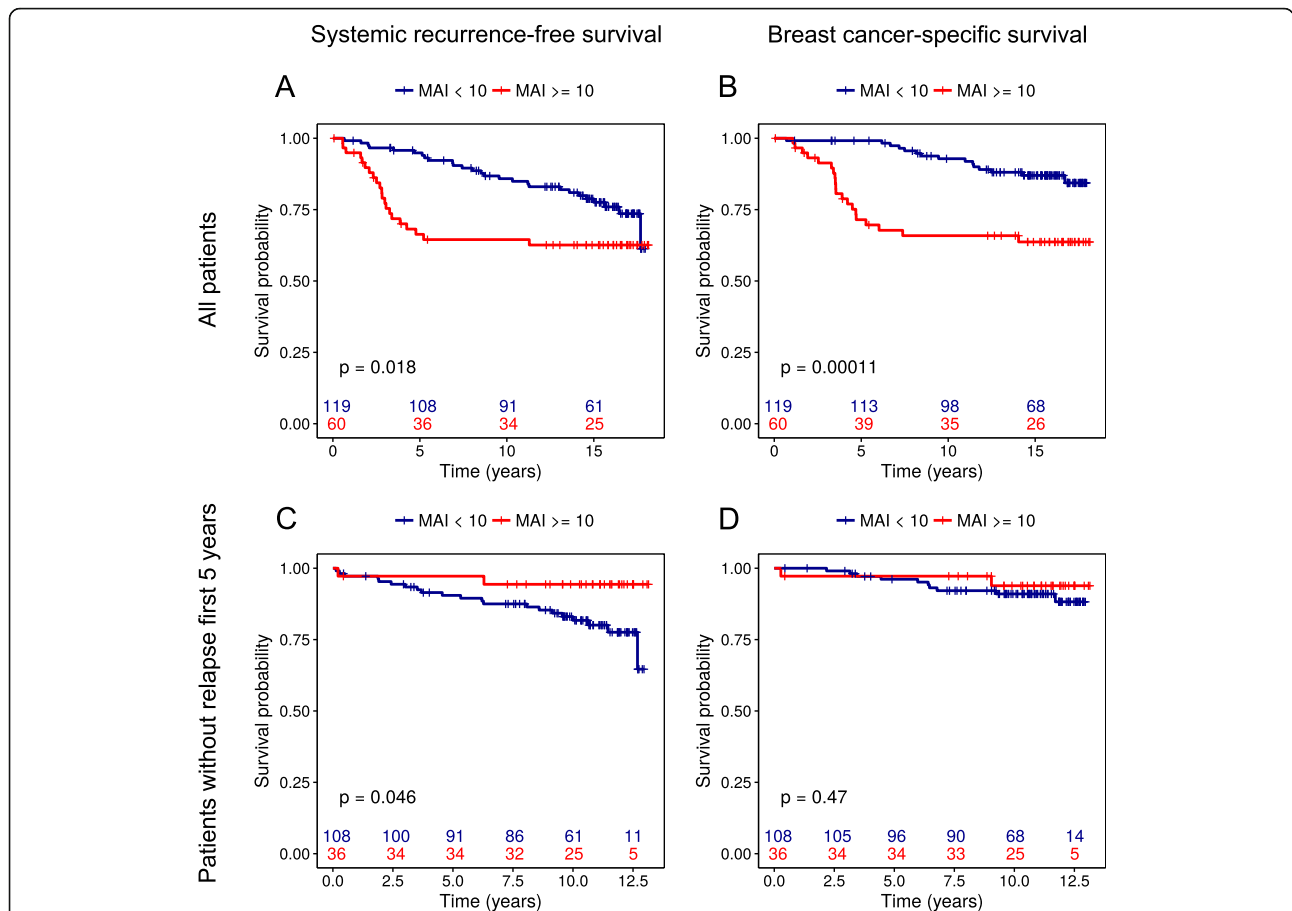 Systemic recurrence-free survival
Breast cancer-specific survival
All patients
A
MAI < 10 MAI >= 10
Survival probability
1.00
0.75
0.50
0.25
0.00
p = 0.018
119 108 91 61
60 36 34 25
0 5 10 15
Time (years)
B
MAI < 10 MAI >= 10
Survival probability
1.00
0.75
0.50
0.25
0.00
p = 0.00011
119 113 98 68
60 39 35 26
0 5 10 15
Time (years)
Patients without relapse first 5 years
C
MAI < 10 MAI >= 10
Survival probability
1.00
0.75
0.50
0.25
0.00
p = 0.046
108 100 91 86 61 11
36 34 34 32 25 5
0.0 2.5 5.0 7.5 10.0 12.5
Time (years)
D
MAI < 10 MAI >= 10
Survival probability
1.00
0.75
0.50
0.25
0.00
p = 0.47
108 105 96 90 68 14
36 34 34 33 25 5
0.0 2.5 5.0 7.5 10.0 12.5
Time (years)